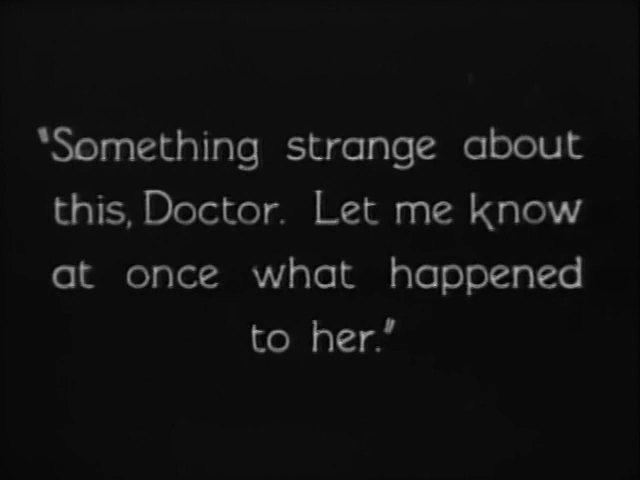 "Something strange about
this, Doctor. Let me know
at once what happened
to her."